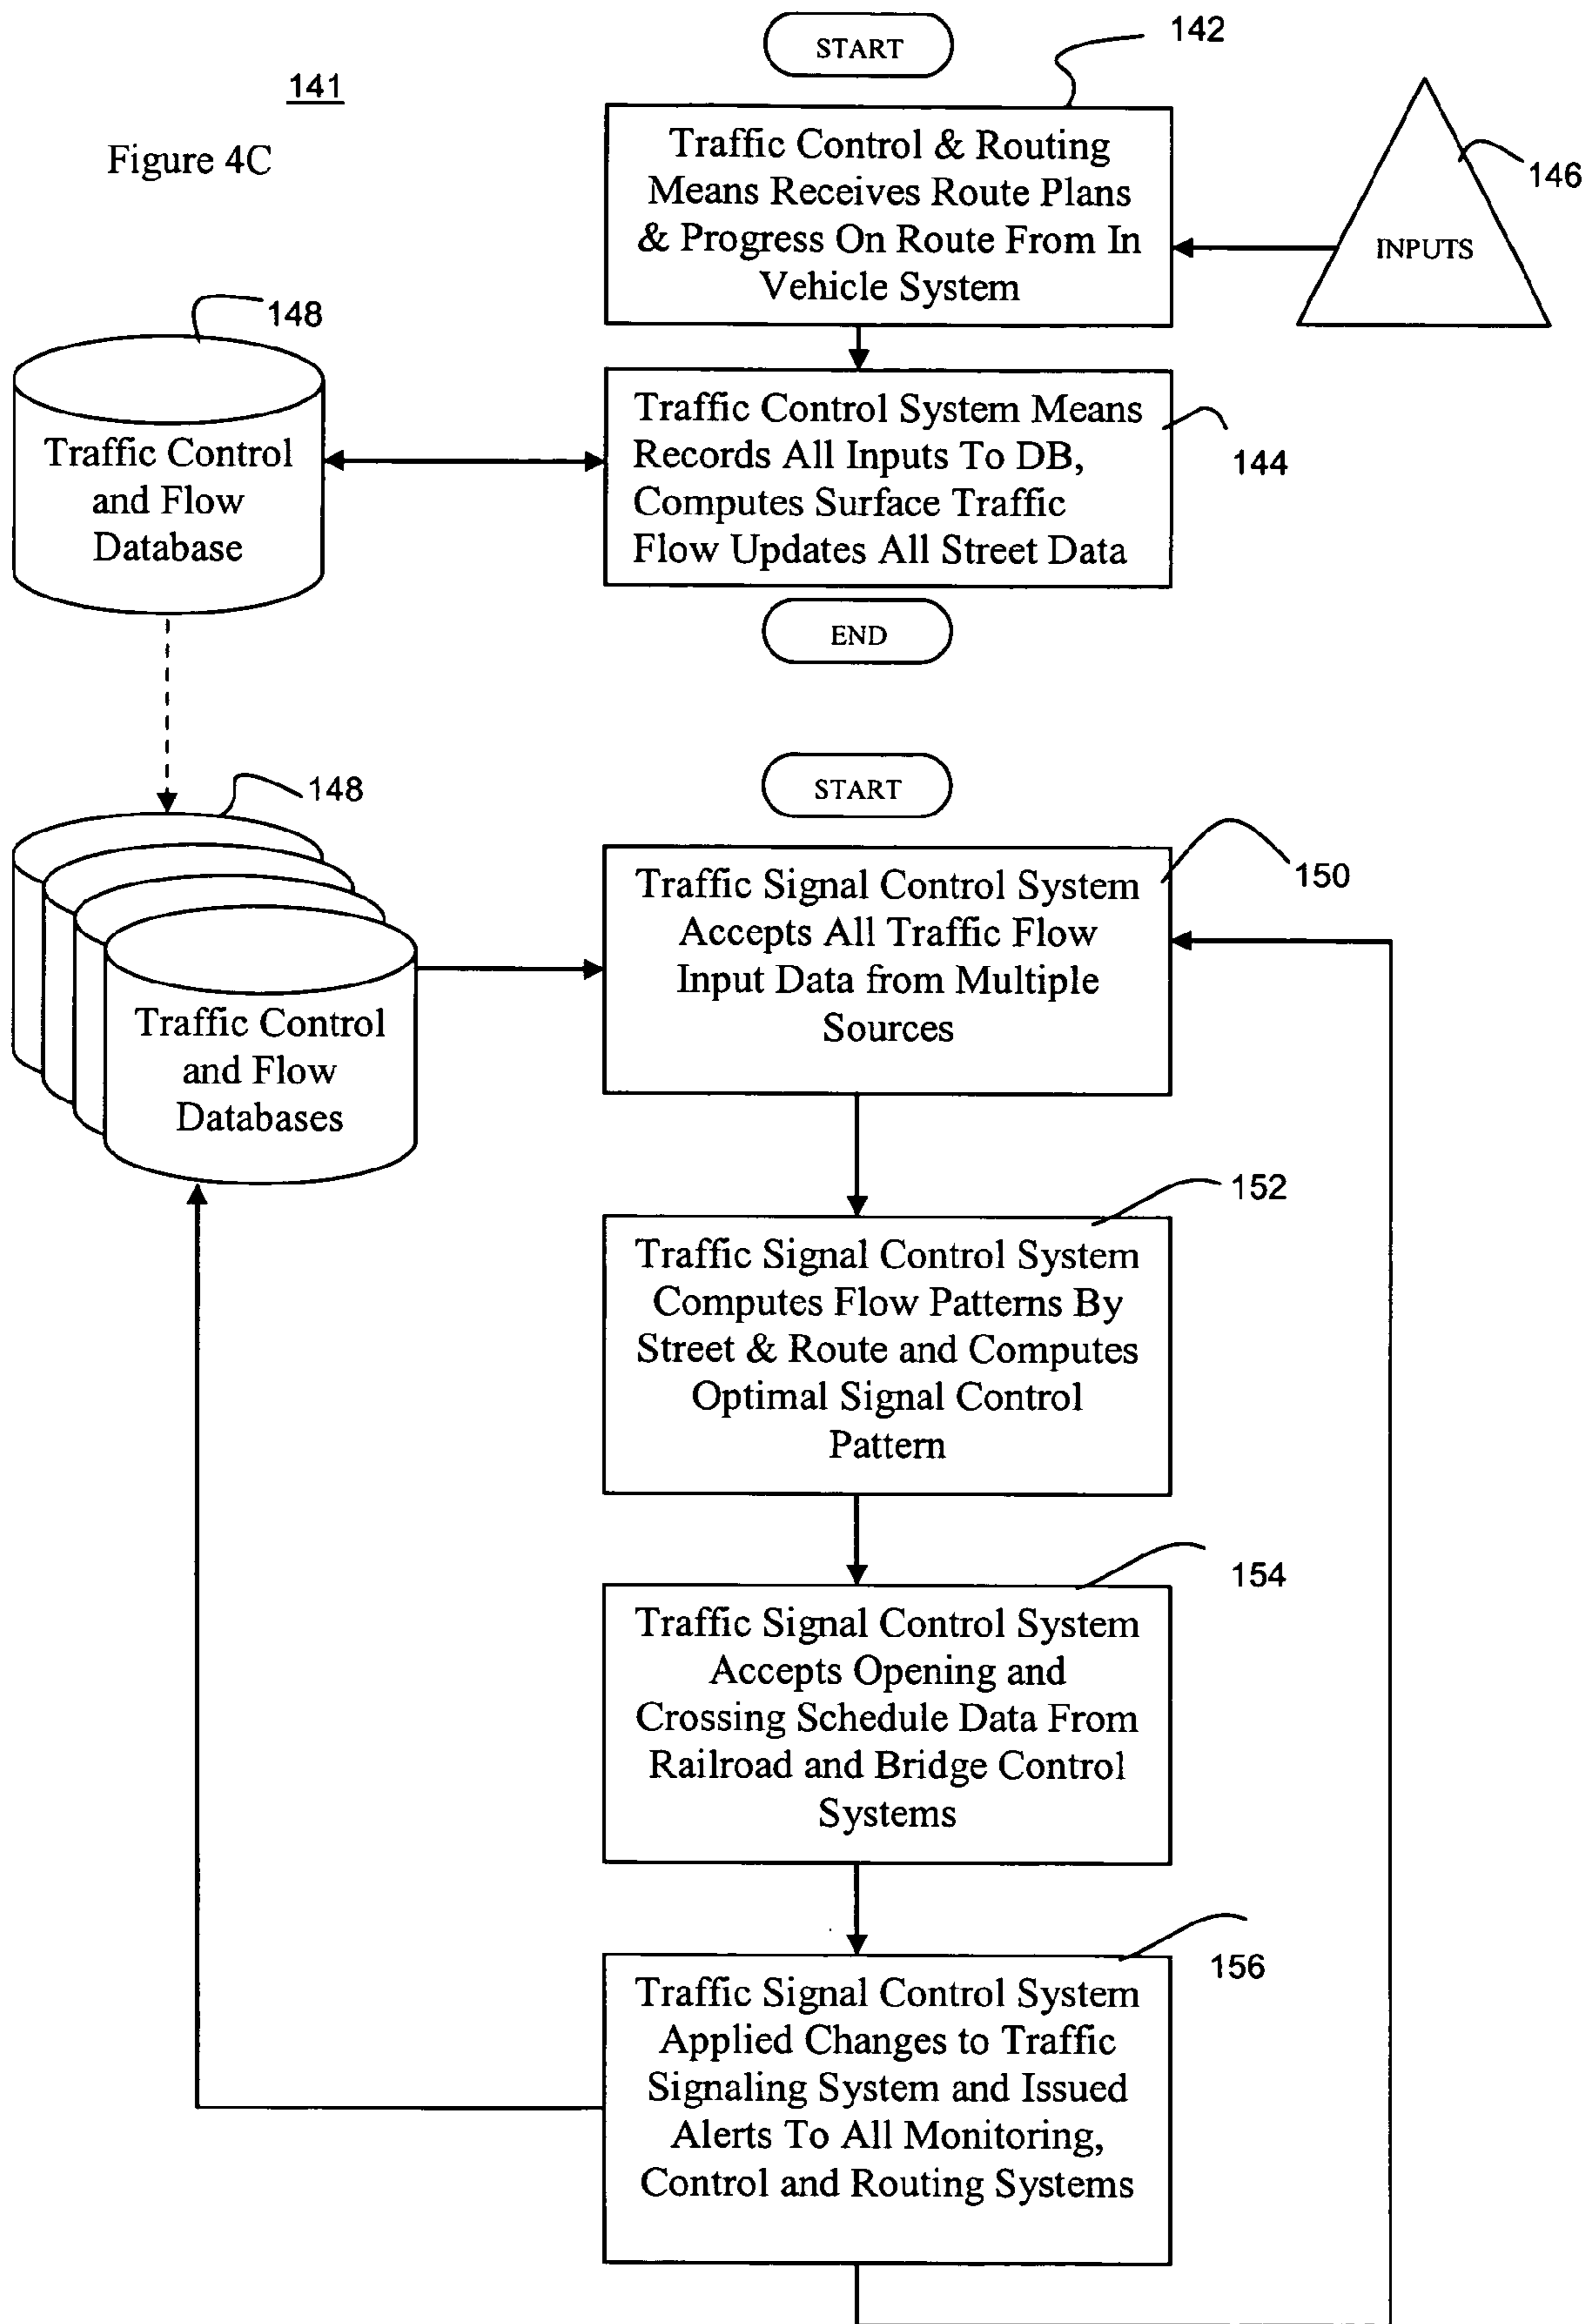 START
142
141
Figure 4C
Traffic Control & Routing
Means Receives Route Plans
& Progress On Route From In
Vehicle System
146
INPUTS
148
Traffic Control
and Flow
Database
Traffic Control System Means
Records All Inputs To DB,
Computes Surface Traffic
Flow Updates All Street Data
144
END
148
START
Traffic Control
and Flow
Databases
Traffic Signal Control System
Accepts All Traffic Flow
Input Data from Multiple
Sources
150
152
Traffic Signal Control System
Computes Flow Patterns By
Street & Route and Computes
Optimal Signal Control
Pattern
154
Traffic Signal Control System
Accepts Opening and
Crossing Schedule Data From
Railroad and Bridge Control
Systems
156
Traffic Signal Control System
Applied Changes to Traffic
Signaling System and Issued
Alerts To All Monitoring,
Control and Routing Systems